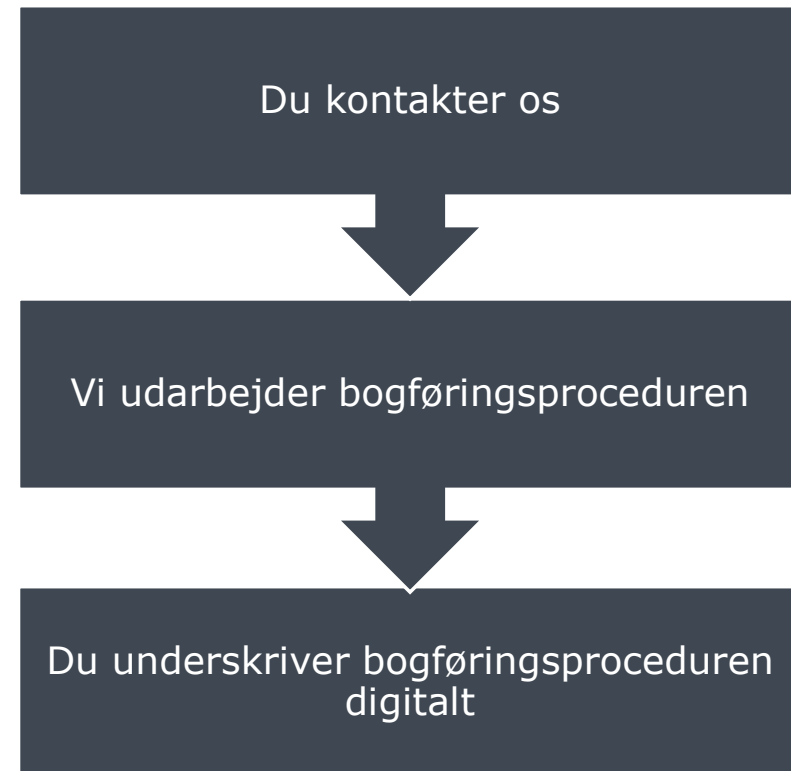 Du kontakter os
Vi udarbejder bogføringsproceduren
Du underskriver bogføringsproceduren
digitalt